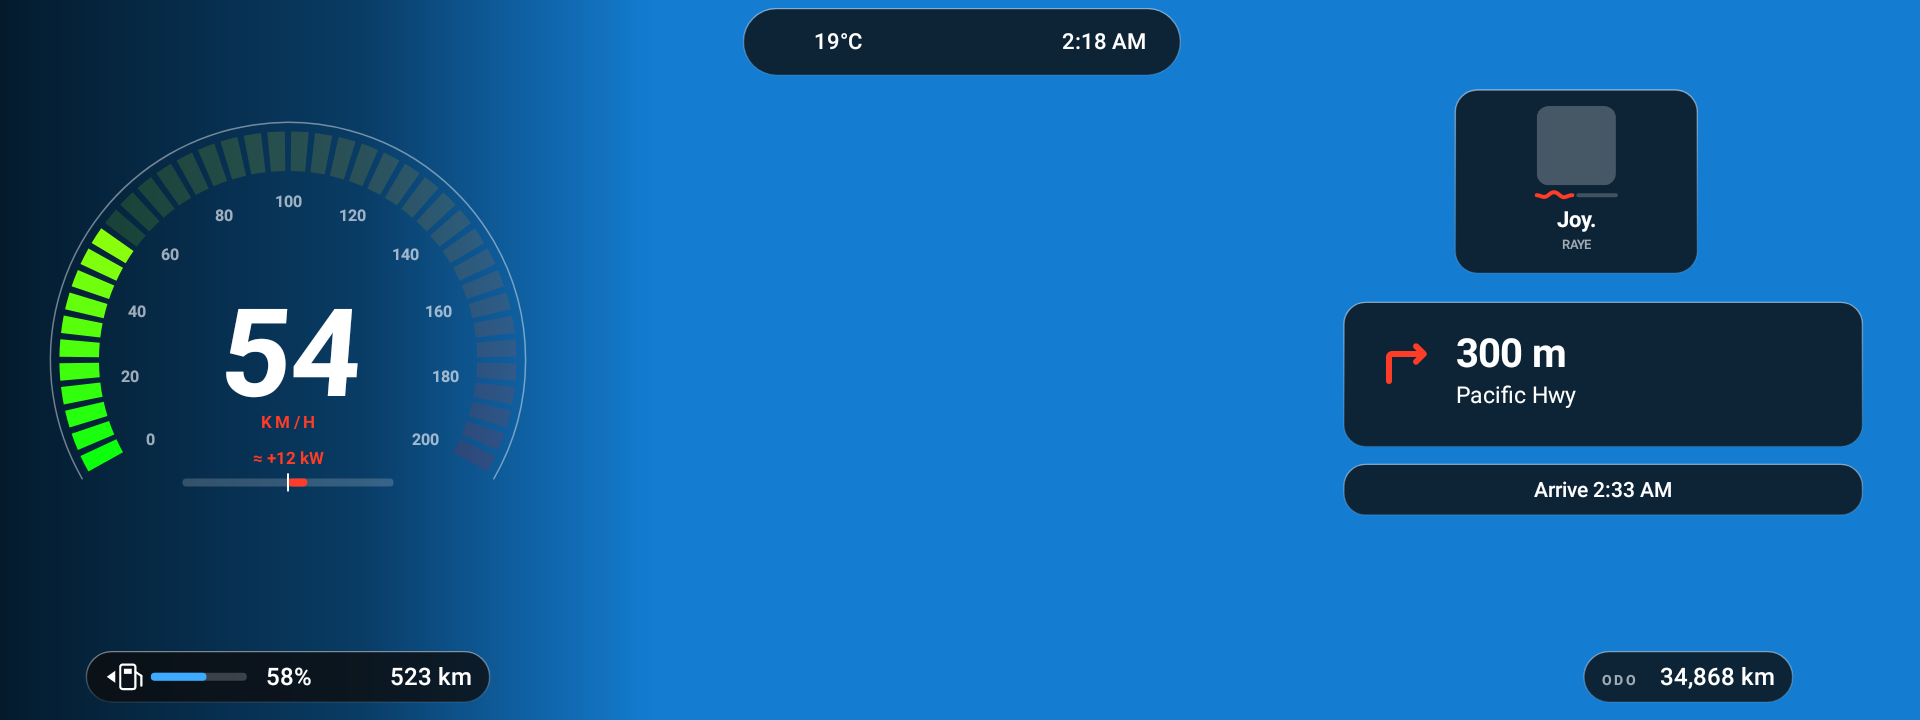 19°C
2:18 AM
0
20
40
60
80
100
120
140
160
180
200
54
KM/H
≈ +12 kW
58%
523 km
Joy.
RAYE
300 m
Pacific Hwy
Arrive 2:33 AM
ODO 34,868 km